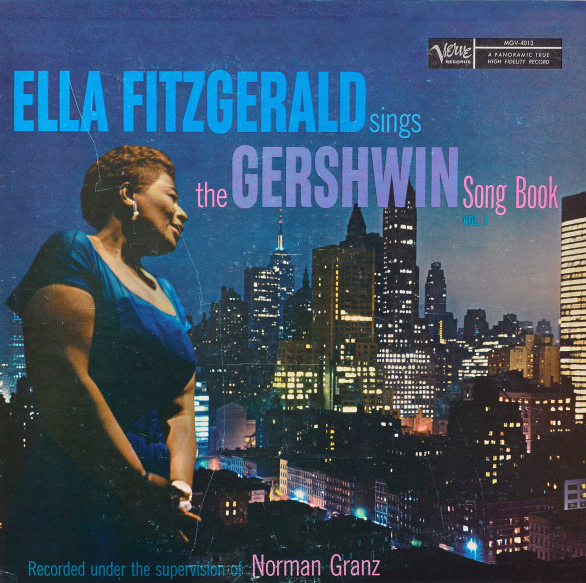 Verve
RECORDS
MGV-4013
A PANORAMIC TRUE
HIGH FIDELITY RECORD
ELLA FITZGERALD sings
the GERSHWIN Song Book
VOL. 1
Recorded under the supervision of Norman Granz